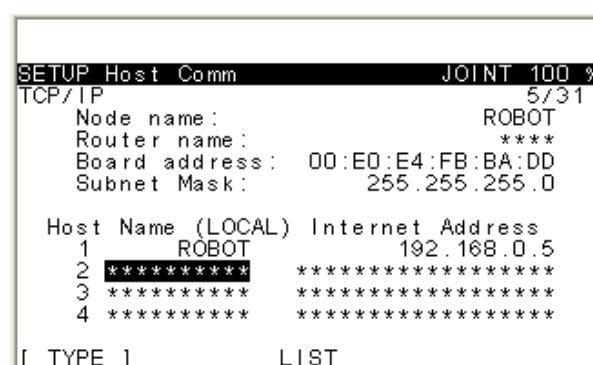 SETUP Host Comm JOINT 100 %
TCP/IP 5/31
Node name: ROBOT
Router name: ****
Board address: 00:E0:E4:FB:BA:DD
Subnet Mask: 255.255.255.0
Host Name (LOCAL) Internet Address
1 ROBOT 192.168.0.5
2 ********** *******************
3 ********** *******************
4 ********** *******************
[ TYPE ] LIST